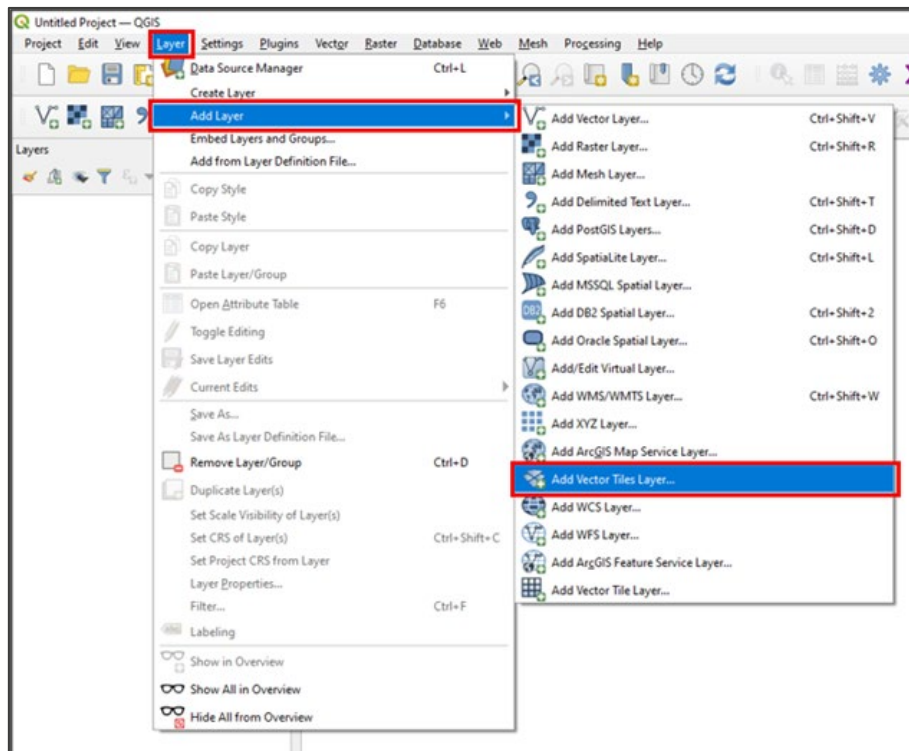 Untitled Project — QGIS
Project Edit View Layer Settings Plugins Vector Raster Database Web Mesh Processing Help
Layers
Data Source Manager Ctrl+L
Create Layer
Add Layer
Embed Layers and Groups...
Add from Layer Definition File...
Copy Style
Paste Style
Copy Layer
Paste Layer/Group
Open Attribute Table F6
Toggle Editing
Save Layer Edits
Current Edits
Save As...
Save As Layer Definition File...
Remove Layer/Group Ctrl+D
Duplicate Layer(s)
Set Scale Visibility of Layer(s)
Set CRS of Layer(s) Ctrl+Shift+C
Set Project CRS from Layer
Layer Properties...
Filter... Ctrl+F
Labeling
Show in Overview
Show All in Overview
Hide All from Overview
Add Vector Layer... Ctrl+Shift+V
Add Raster Layer... Ctrl+Shift+R
Add Mesh Layer...
Add Delimited Text Layer... Ctrl+Shift+T
Add PostGIS Layers... Ctrl+Shift+D
Add SpatiaLite Layer... Ctrl+Shift+L
Add MSSQL Spatial Layer...
DB2 Add DB2 Spatial Layer... Ctrl+Shift+2
Add Oracle Spatial Layer... Ctrl+Shift+O
Add/Edit Virtual Layer...
Add WMS/WMTS Layer... Ctrl+Shift+W
Add XYZ Layer...
Add ArcGIS Map Service Layer...
Add Vector Tiles Layer...
Add WCS Layer...
Add WFS Layer...
Add ArcGIS Feature Service Layer...
Add Vector Tile Layer...